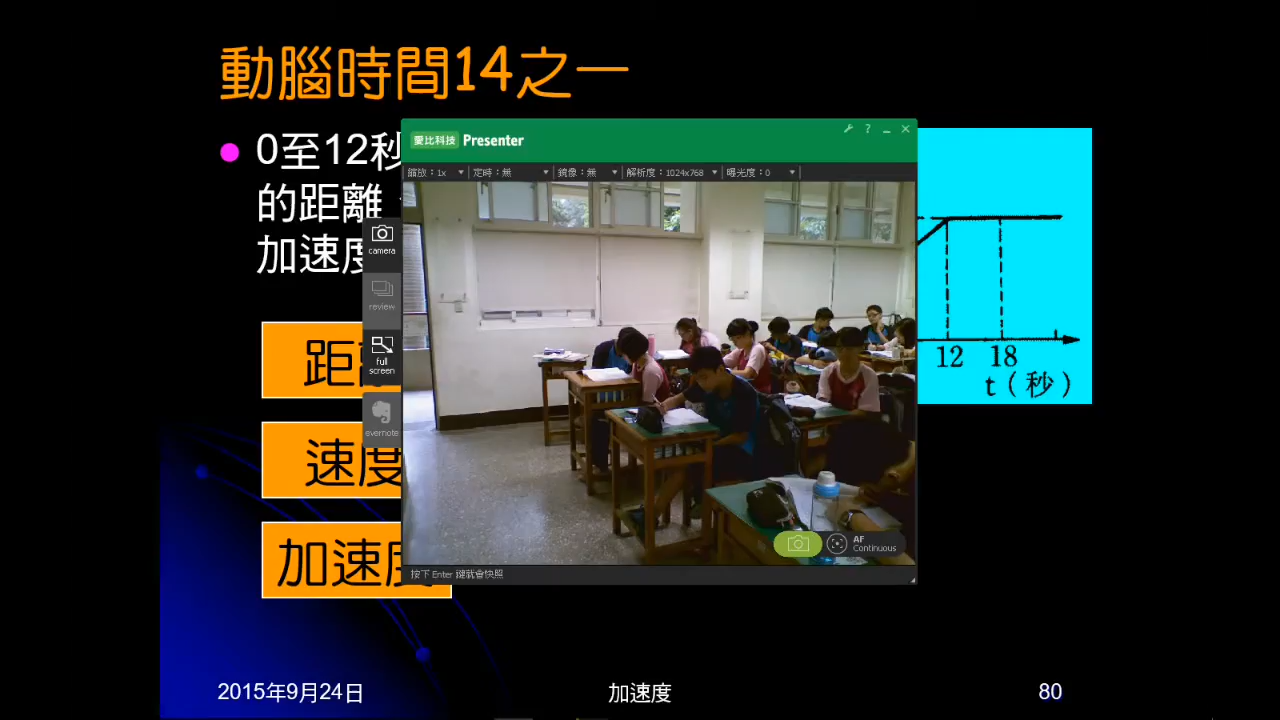 動腦時間14之一
0至12秒
的距離
加速度
距離
速度
加速度
愛比科技 Presenter
縮放：1x 定時：無 鏡像：無 解析度：1024x768 曝光度：0
camera
review
full
screen
evernote
AF
Continuous
按下 Enter 鍵就會快照
12 18
t（秒）
2015年9月24日 加速度 80